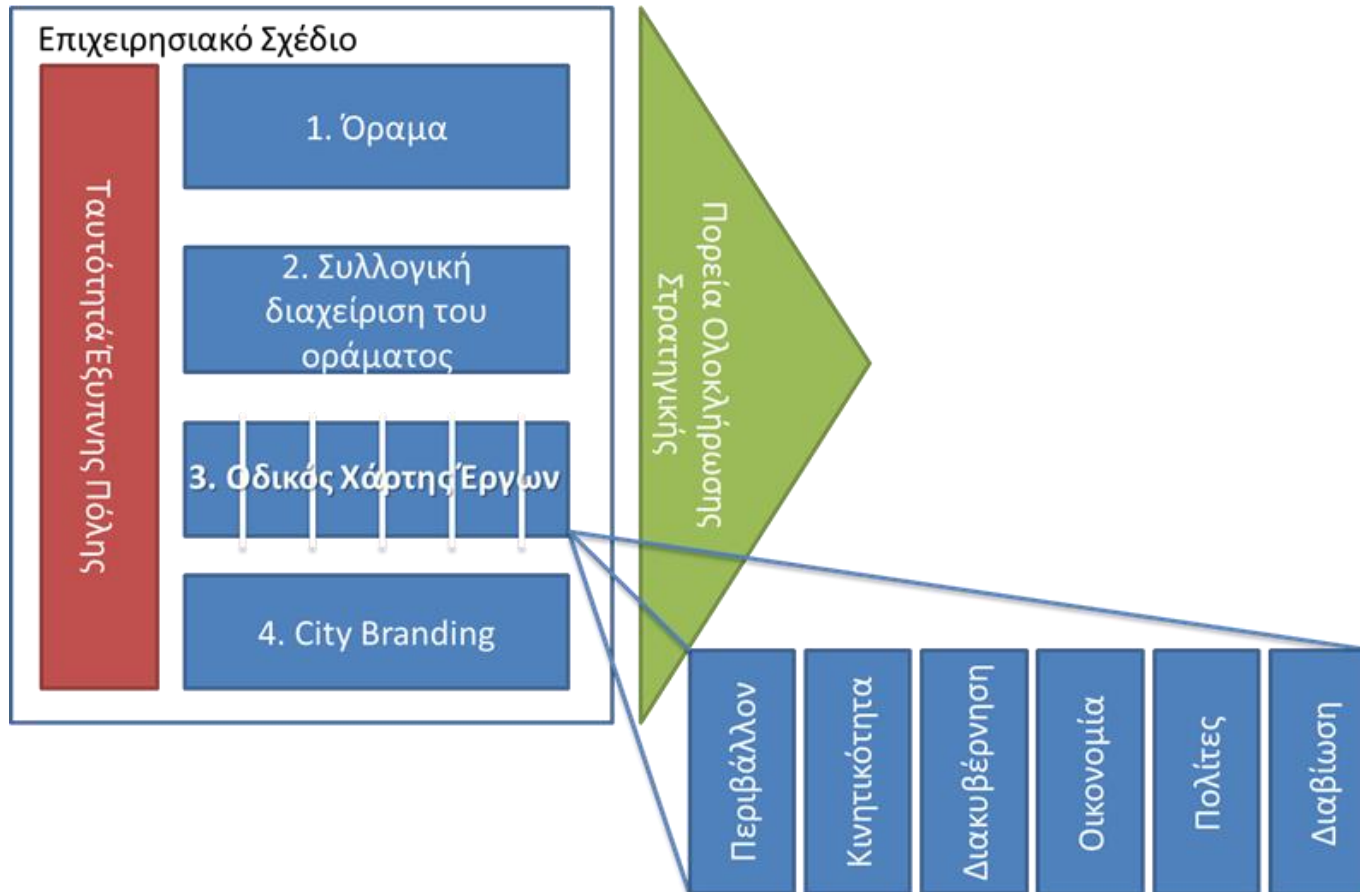 Επιχειρησιακό Σχέδιο
Ταυτότητά Έξυπνης Πόλης
1. Όραμα
2. Συλλογική
διαχείριση του
οράματος
3. Οδικός Χάρτης Έργων
4. City Branding
Πορεία Ολοκλήρωσης
Στρατηγικής
Περιβάλλον
Κινητικότητα
Διακυβέρνηση
Οικονομία
Πολίτες
Διαβίωση